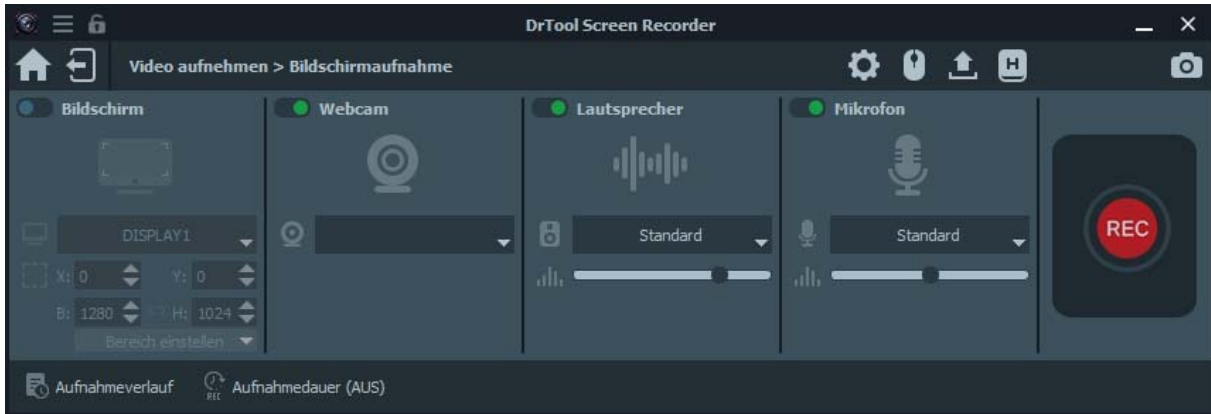 DrTool Screen Recorder
Video aufnehmen > Bildschirmaufnahme
H
Bildschirm
Webcam
Lautsprecher
Mikrofon
DISPLAY1
Standard
Standard
REC
X: 0 Y: 0
B: 1280 H: 1024
Bereich einstellen
Aufnahmeverlauf
REC
Aufnahmedauer (AUS)